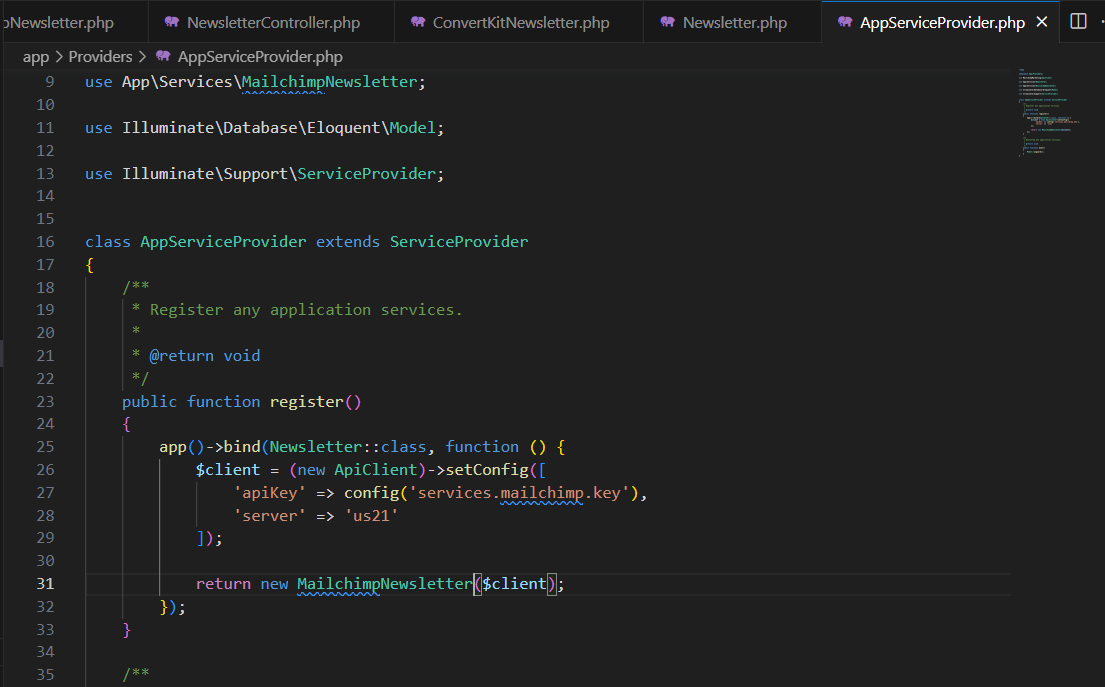 pNewsletter.php NewsletterController.php ConvertKitNewsletter.php Newsletter.php AppServiceProvider.php
app > Providers > AppServiceProvider.php
9 use App\Services\MailchimpNewsletter;
10
11 use Illuminate\Database\Eloquent\Model;
12
13 use Illuminate\Support\ServiceProvider;
14
15
16 class AppServiceProvider extends ServiceProvider
17 {
18 /**
19 * Register any application services.
20 *
21 * @return void
22 */
23 public function register()
24 {
25 app()->bind(Newsletter::class, function () {
26 $client = (new ApiClient)->setConfig([
27 'apiKey' => config('services.mailchimp.key'),
28 'server' => 'us21'
29 ]);
30
31 return new MailchimpNewsletter($client);
32 });
33 }
34
35 /**